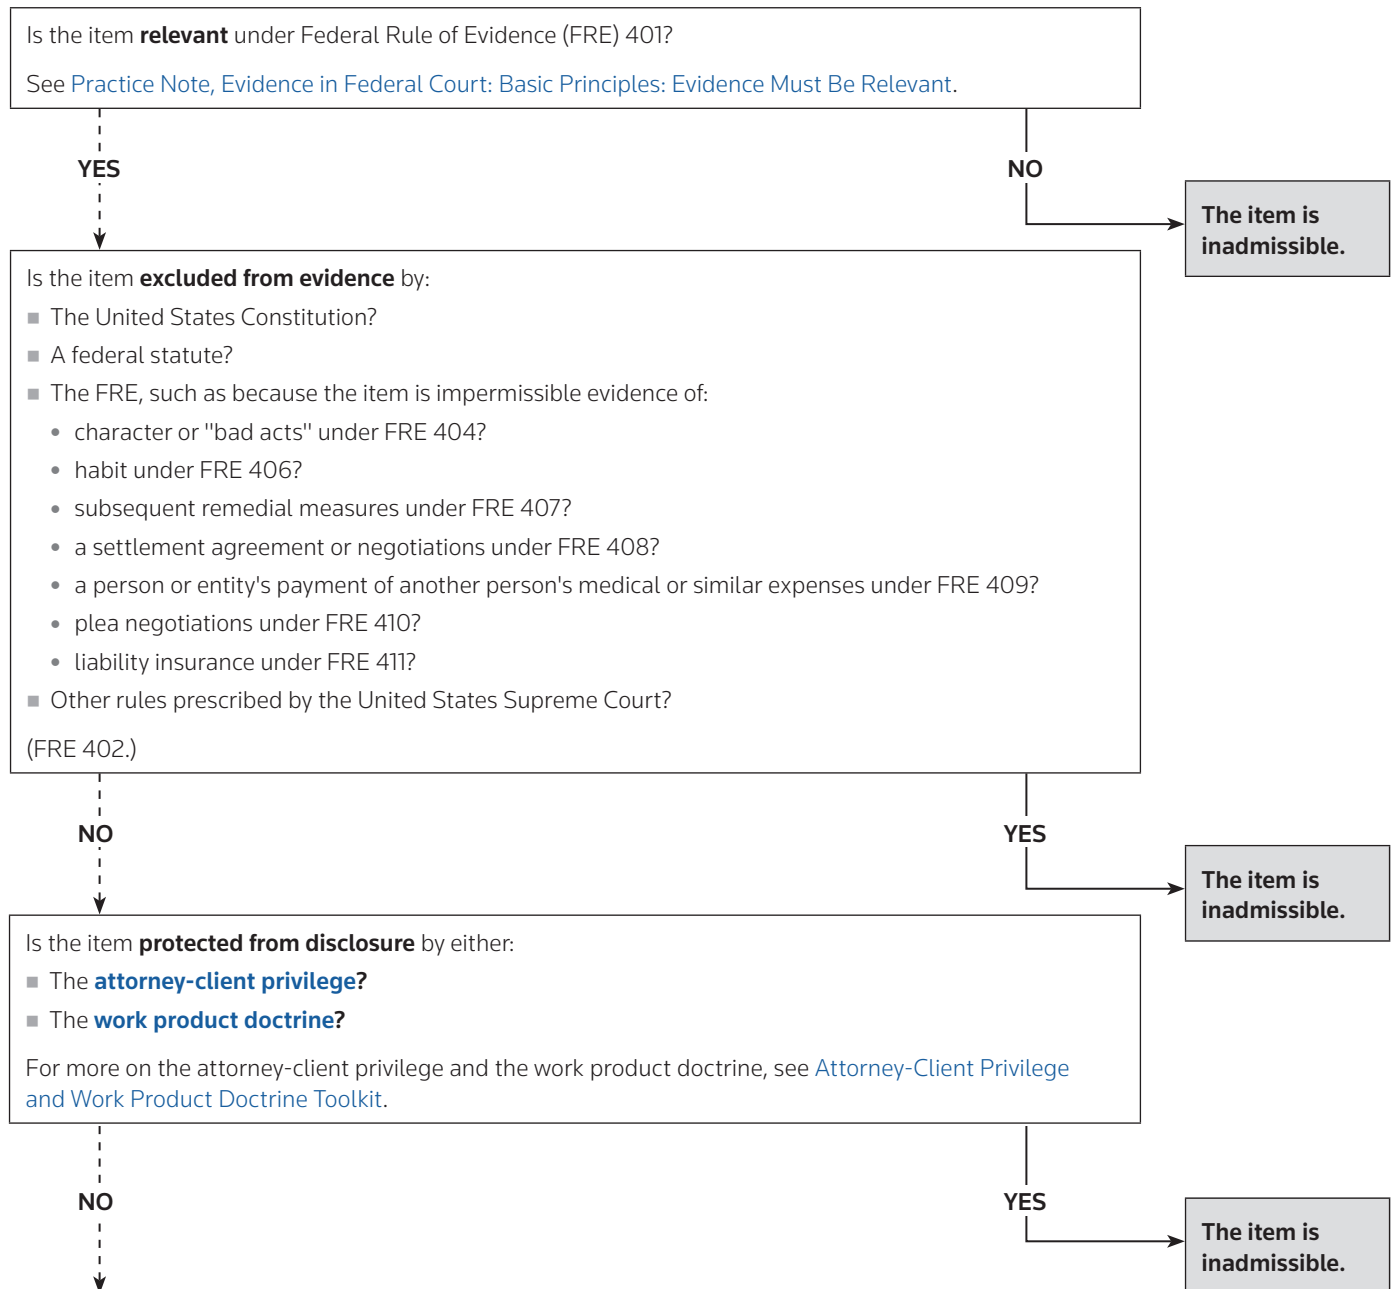 Is the item relevant under Federal Rule of Evidence (FRE) 401?
See Practice Note, Evidence in Federal Court: Basic Principles: Evidence Must Be Relevant.
YES
NO
The item is
inadmissible.
Is the item excluded from evidence by:
■ The United States Constitution?
■ A federal statute?
■ The FRE, such as because the item is impermissible evidence of:
• character or "bad acts" under FRE 404?
• habit under FRE 406?
• subsequent remedial measures under FRE 407?
• a settlement agreement or negotiations under FRE 408?
• a person or entity's payment of another person's medical or similar expenses under FRE 409?
• plea negotiations under FRE 410?
• liability insurance under FRE 411?
■ Other rules prescribed by the United States Supreme Court?
(FRE 402.)
NO
YES
The item is
inadmissible.
Is the item protected from disclosure by either:
■ The attorney-client privilege?
■ The work product doctrine?
For more on the attorney-client privilege and the work product doctrine, see Attorney-Client Privilege
and Work Product Doctrine Toolkit.
NO
YES
The item is
inadmissible.